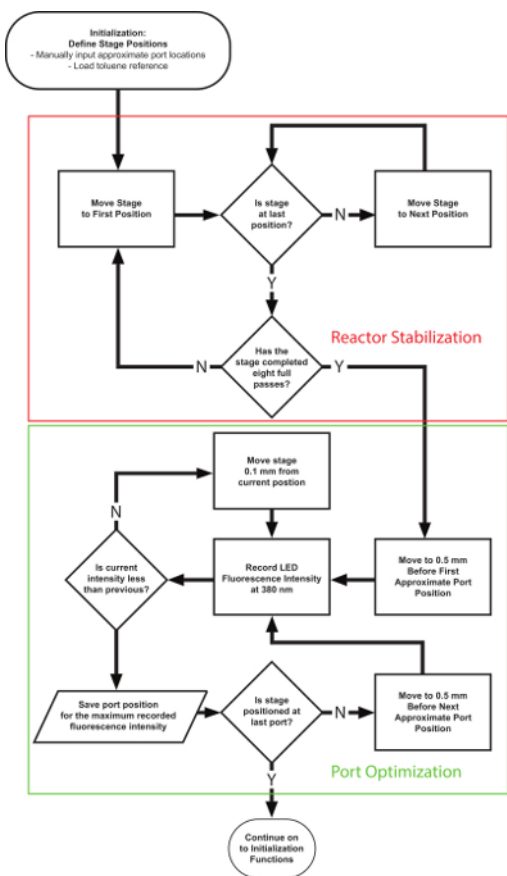 Initialization:
Define Stage Positions
- Manually input approximate port locations
- Load toluene reference
Move Stage
to First Position
Is stage
at last
position?
N
Move Stage
to Next Position
Y
Has the
stage completed
eight full
passes?
N
Y
Reactor Stabilization
Move stage
0.1 mm from
current postion
N
Is current
intensity less
than previous?
Record LED
Fluorescence Intensity
at 380 nm
Move to 0.5 mm
Before First
Approximate Port
Position
Save port position
for the maximum recorded
fluorescence intensity
Is stage
positioned at
last port?
N
Move to 0.5 mm
Before Next
Approximate Port
Position
Y
Port Optimization
Continue on
to Initialization
Functions